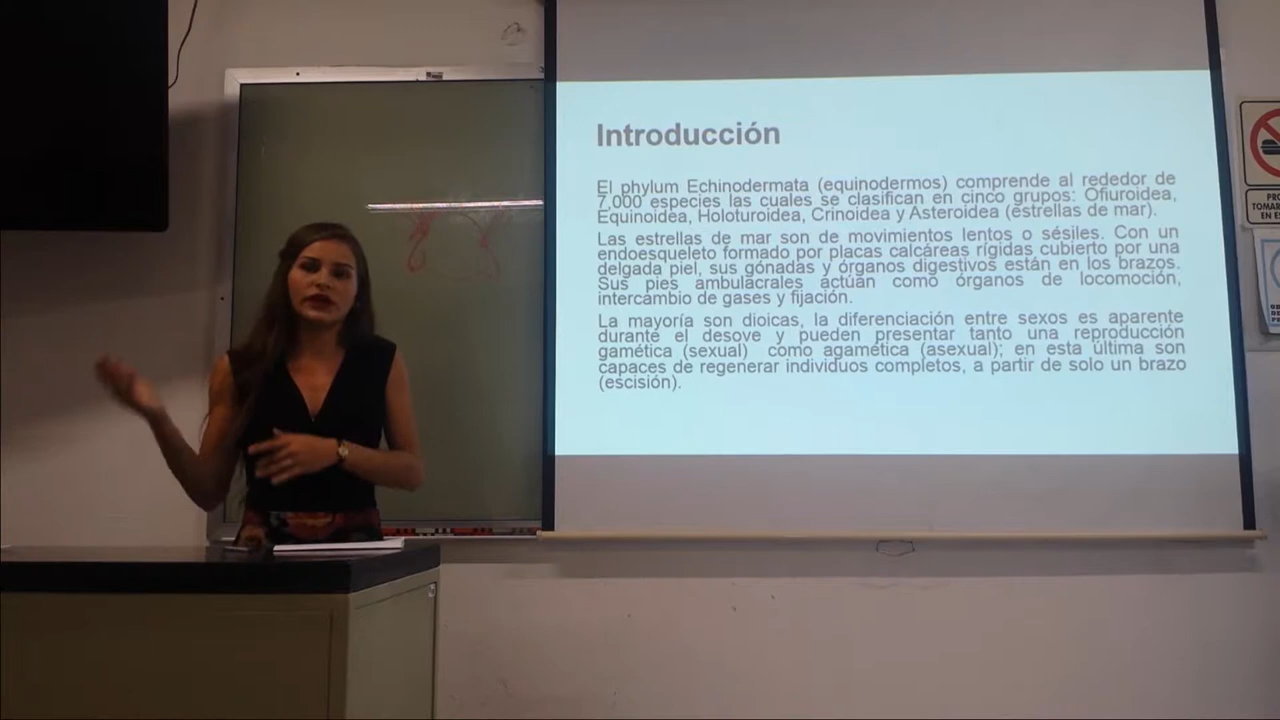 Introducción
El phylum Echinodermata (equinodermos) comprende al rededor de
7,000 especies las cuales se clasifican en cinco grupos: Ofiuroidea,
Equinoidea, Holoturoidea, Crinoidea y Asteroidea (estrellas de mar).
Las estrellas de mar son de movimientos lentos o sésiles. Con un
endoesqueleto formado por placas calcáreas rígidas cubierto por una
delgada piel, sus gónadas y órganos digestivos están en los brazos.
Sus pies ambulacrales actúan como órganos de locomoción,
intercambio de gases y fijación.
La mayoría son dioicas, la diferenciación entre sexos es aparente
durante el desove y pueden presentar tanto una reproducción
gamética (sexual) como agamética (asexual); en esta última son
capaces de regenerar individuos completos, a partir de solo un brazo
(escisión).
PRO
TOMAR
EN ES